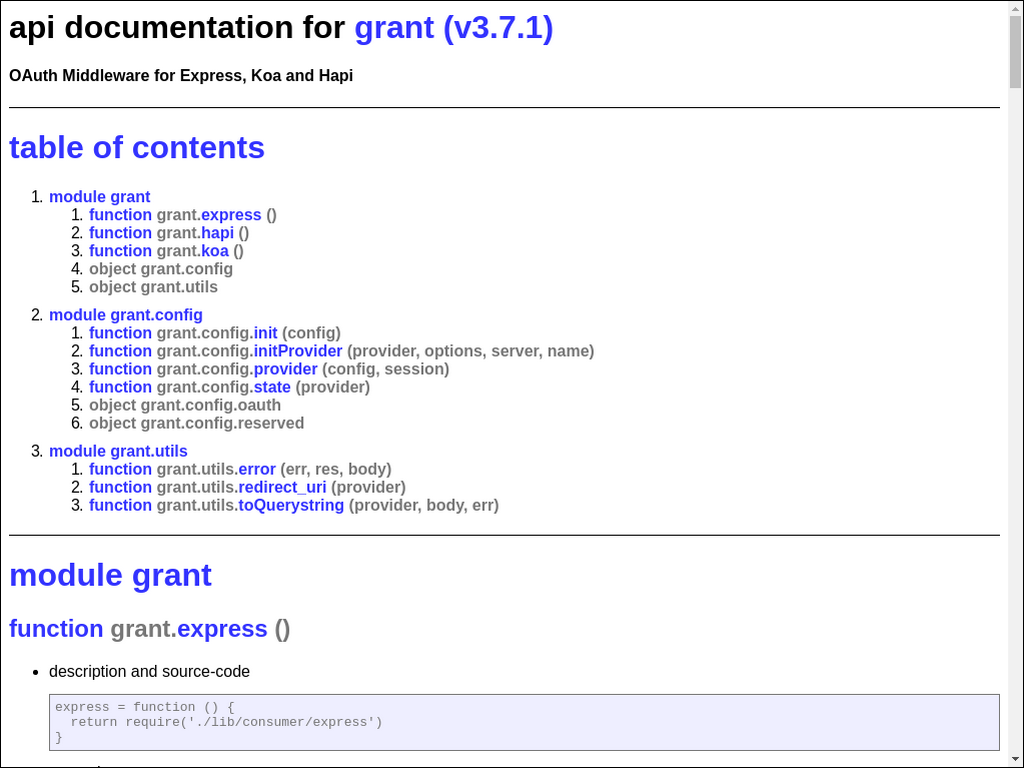 api documentation for grant (v3.7.1)
OAuth Middleware for Express, Koa and Hapi
table of contents
1. module grant
1. function grant.express ()
2. function grant.hapi ()
3. function grant.koa ()
4. object grant.config
5. object grant.utils
2. module grant.config
1. function grant.config.init (config)
2. function grant.config.initProvider (provider, options, server, name)
3. function grant.config.provider (config, session)
4. function grant.config.state (provider)
5. object grant.config.oauth
6. object grant.config.reserved
3. module grant.utils
1. function grant.utils.error (err, res, body)
2. function grant.utils.redirect_uri (provider)
3. function grant.utils.toQuerystring (provider, body, err)
module grant
function grant.express ()
• description and source-code
express = function () {
  return require('./lib/consumer/express')
}